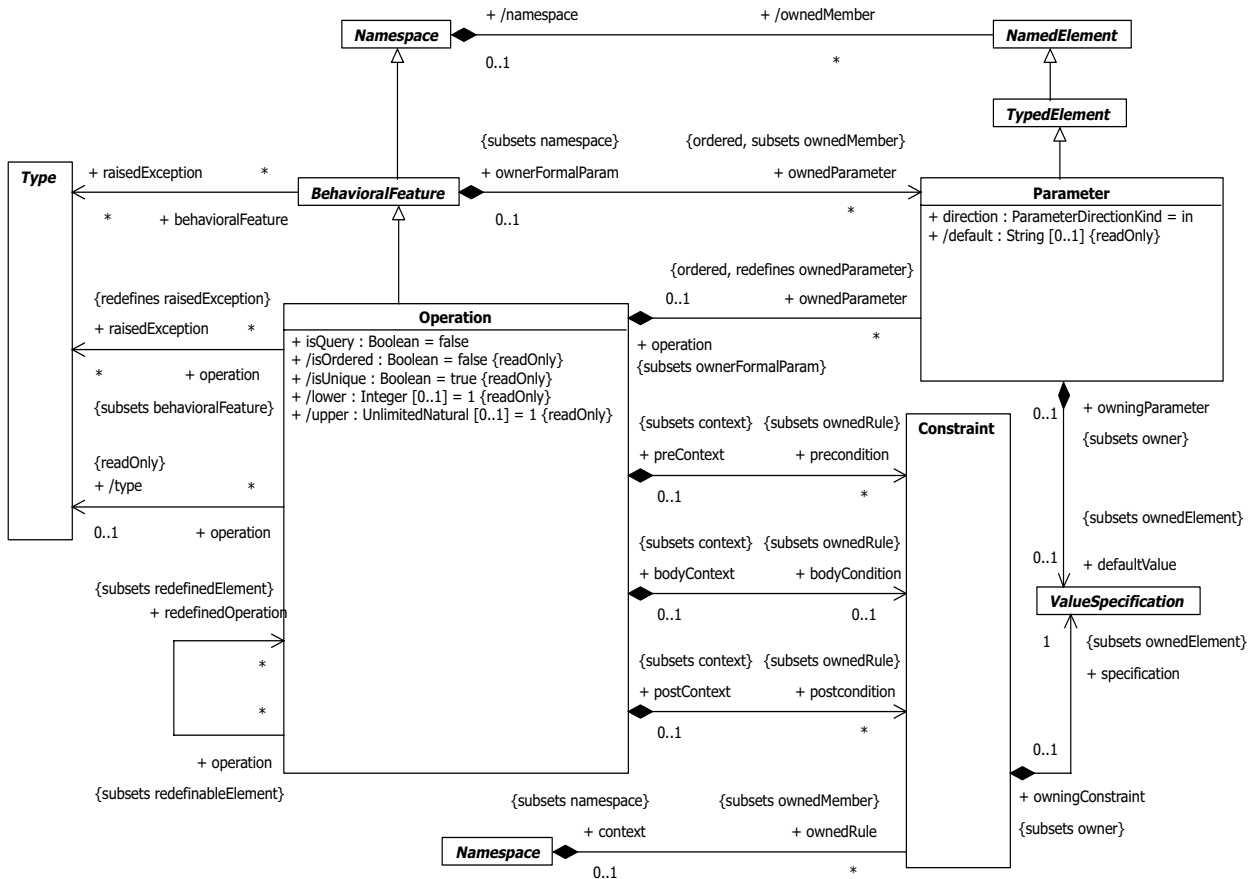 + /namespace
+ /ownedMember
Namespace
NamedElement
0..1
*
TypedElement
{subsets namespace}
{ordered, subsets ownedMember}
Type
+ raisedException
*
+ ownerFormalParam
+ ownedParameter
BehavioralFeature
Parameter
*
+ behavioralFeature
0..1
*
+ direction : ParameterDirectionKind = in
+ /default : String [0..1] {readOnly}
{ordered, redefines ownedParameter}
{redefines raisedException}
0..1
+ ownedParameter
Operation
+ raisedException
*
+ isQuery : Boolean = false
+ /isOrdered : Boolean = false {readOnly}
+ /isUnique : Boolean = true {readOnly}
+ /lower : Integer [0..1] = 1 {readOnly}
+ /upper : UnlimitedNatural [0..1] = 1 {readOnly}
+ operation
*
{subsets ownerFormalParam}
*
+ operation
{subsets behavioralFeature}
0..1
+ owningParameter
{subsets owner}
{subsets context}
{subsets ownedRule}
Constraint
{readOnly}
+ preContext
+ precondition
+ /type
*
0..1
*
0..1
+ operation
{subsets ownedElement}
{subsets context}
{subsets ownedRule}
0..1
+ defaultValue
+ bodyContext
+ bodyCondition
{subsets redefinedElement}
+ redefinedOperation
0..1
0..1
ValueSpecification
1
{subsets ownedElement}
{subsets context}
{subsets ownedRule}
*
+ specification
+ postContext
+ postcondition
*
0..1
*
0..1
+ operation
{subsets redefinableElement}
{subsets namespace}
{subsets ownedMember}
+ owningConstraint
+ context
+ ownedRule
{subsets owner}
Namespace
0..1
*